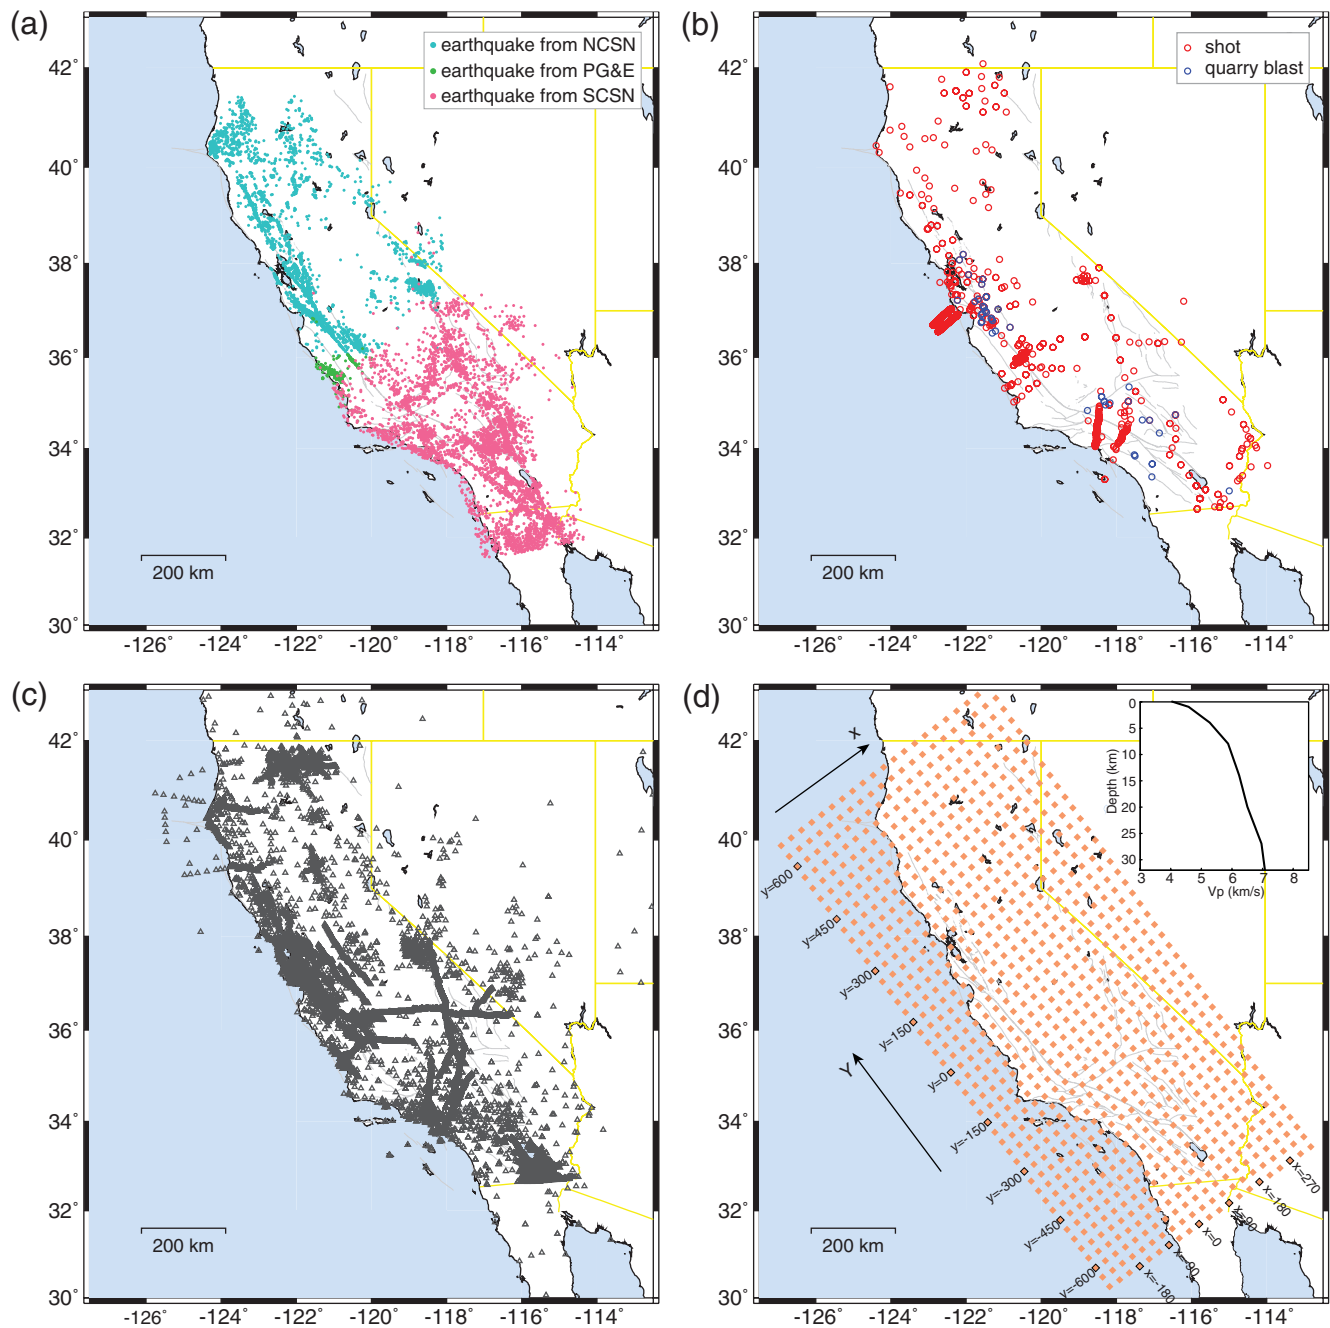 (a)
earthquake from NCSN
earthquake from PG&E
earthquake from SCSN
42°
40°
38°
36°
34°
32°
30°
200 km
-126° -124° -122° -120° -118° -116° -114°
(b)
shot
quarry blast
42°
40°
38°
36°
34°
32°
30°
200 km
-126° -124° -122° -120° -118° -116° -114°
(c)
42°
40°
38°
36°
34°
32°
30°
200 km
-126° -124° -122° -120° -118° -116° -114°
(d)
X
Y
y=600
y=450
y=300
y=150
y=0
y=-150
y=-300
y=-450
y=-600
x=270
x=180
x=90
x=0
x=-90
x=-180
Depth (km)
0
5
10
15
20
25
30
3 4 5 6 7 8
Vp (km/s)
42°
40°
38°
36°
34°
32°
30°
200 km
-126° -124° -122° -120° -118° -116° -114°